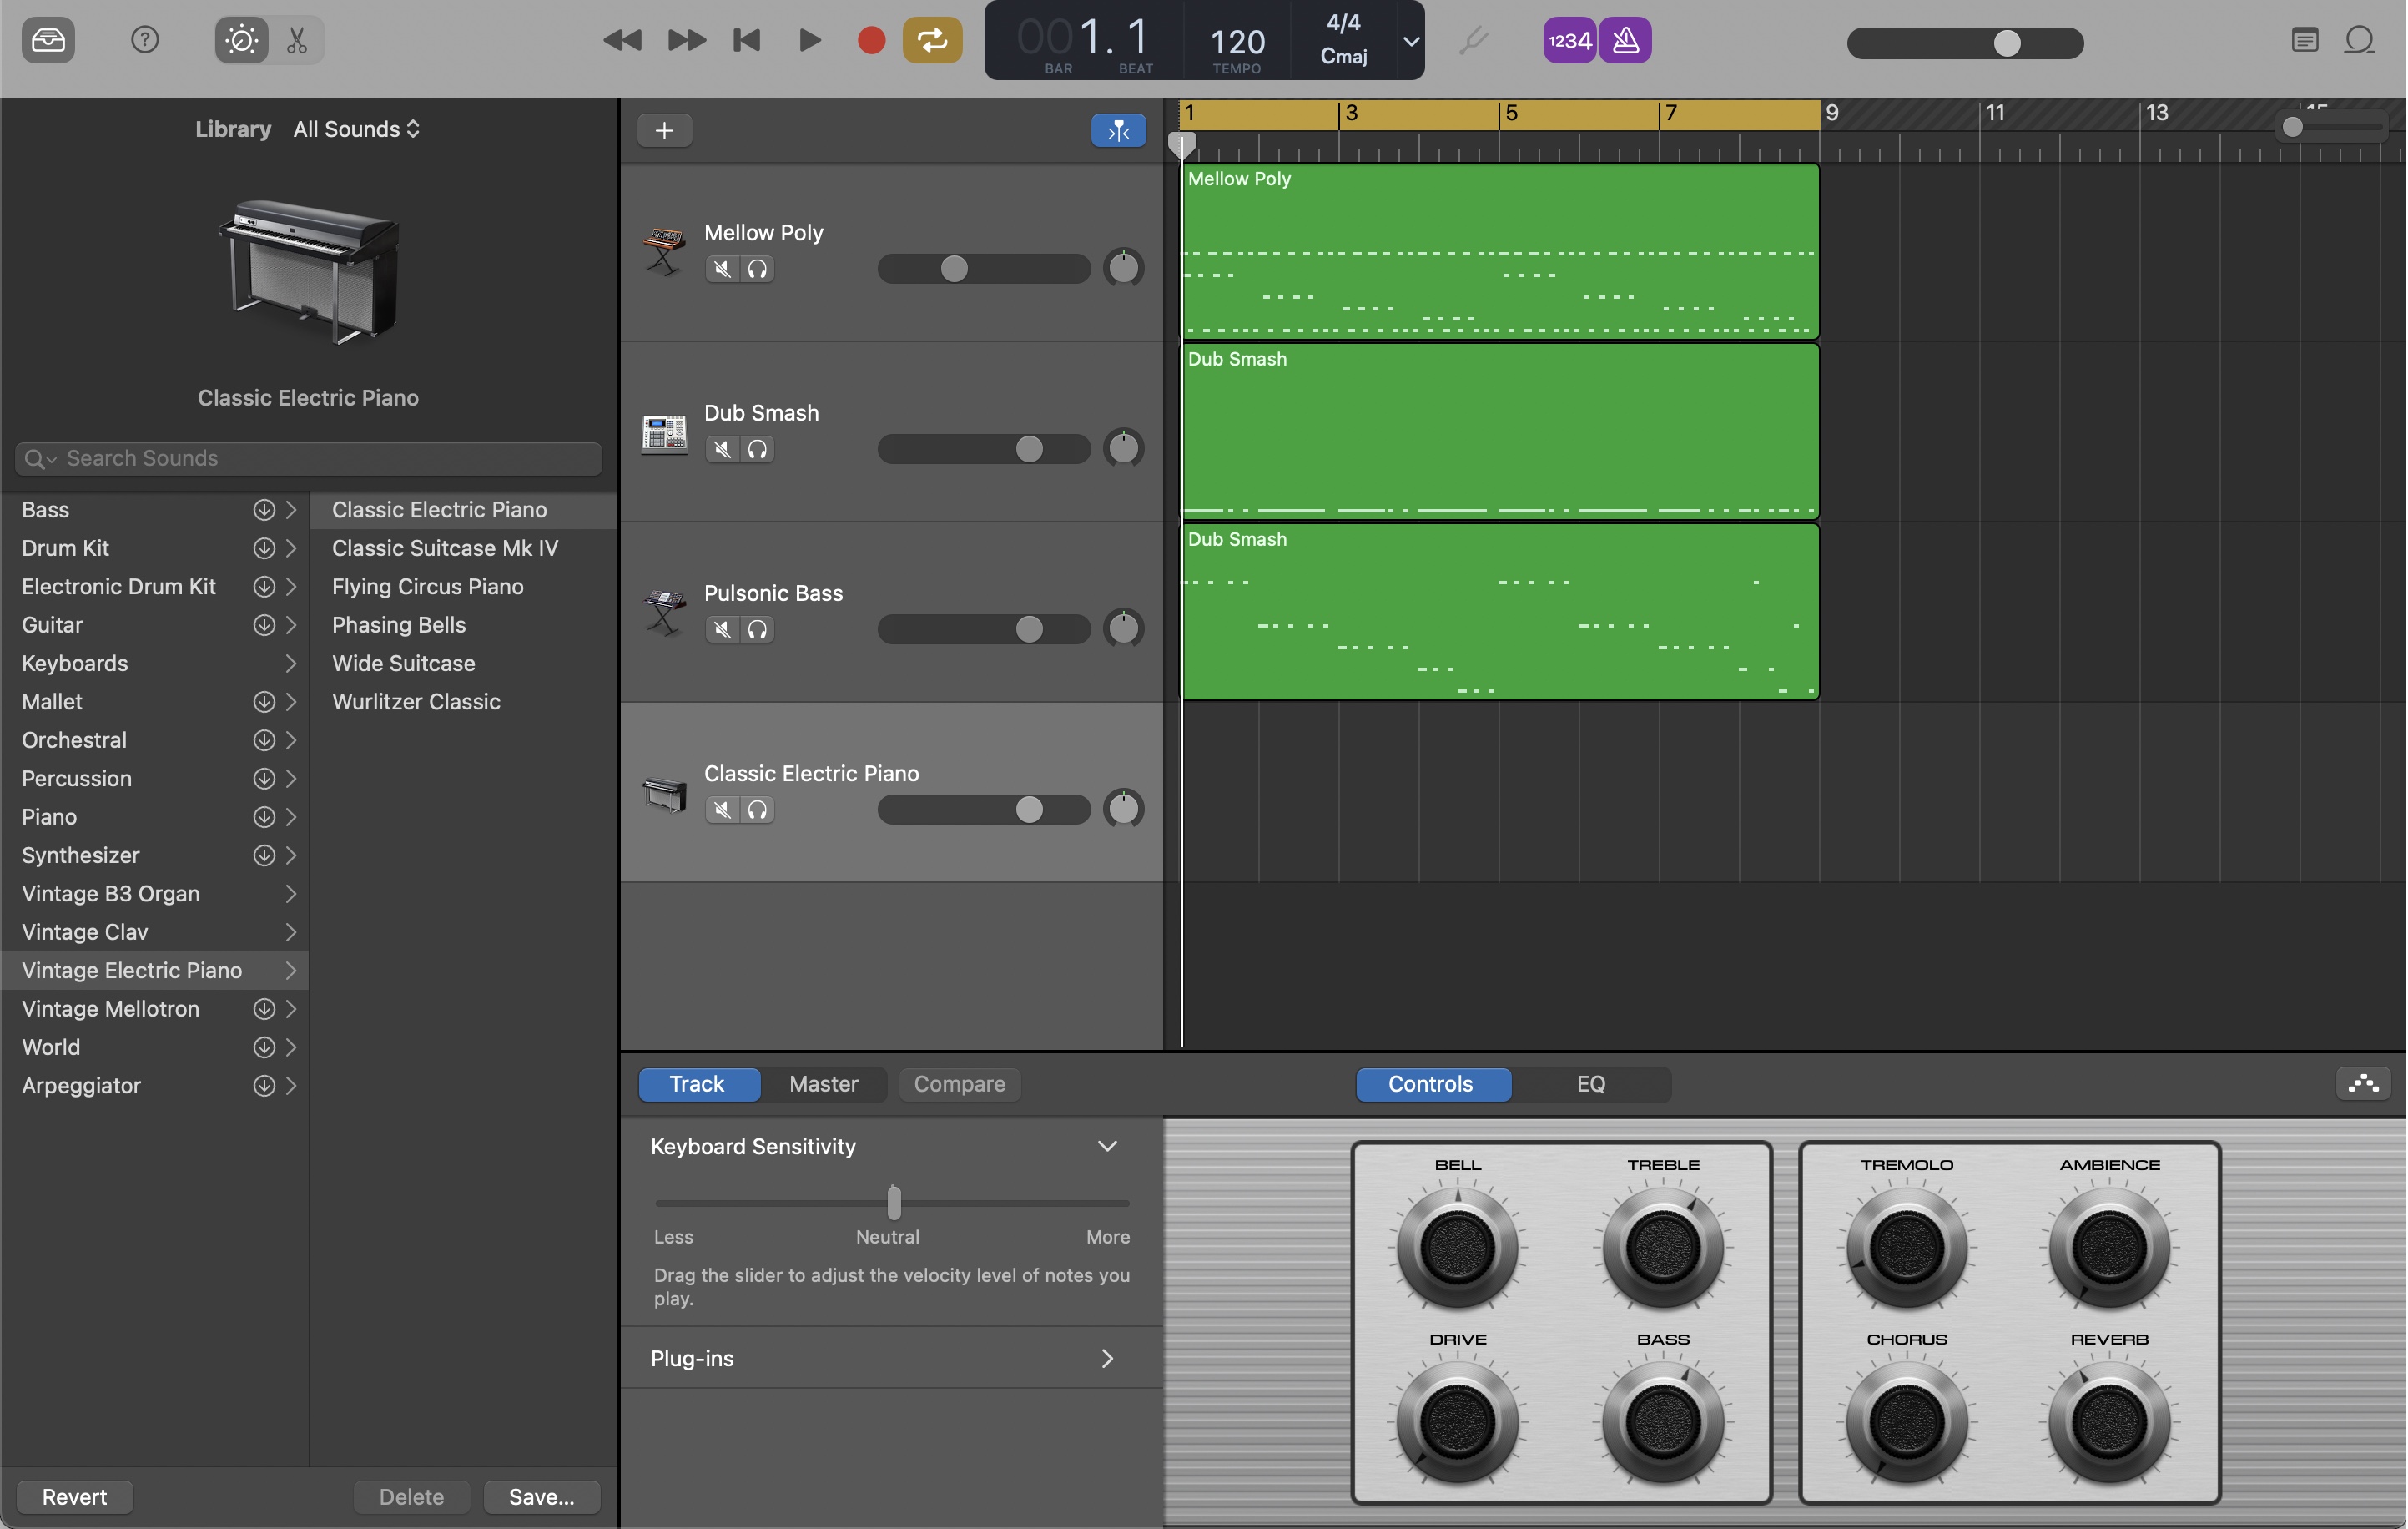 001. 1
BAR
BEAT
120
TEMPO
4/4
Cmaj
1234
Library All Sounds
Classic Electric Piano
Search Sounds
Bass
Drum Kit
Electronic Drum Kit
Guitar
Keyboards
Mallet
Orchestral
Percussion
Piano
Synthesizer
Vintage B3 Organ
Vintage Clav
Vintage Electric Piano
Vintage Mellotron
World
Arpeggiator
Classic Electric Piano
Classic Suitcase Mk IV
Flying Circus Piano
Phasing Bells
Wide Suitcase
Wurlitzer Classic
Revert
Delete
Save...
1 3 5 7 9 11 13 15
Mellow Poly
Dub Smash
Pulsonic Bass
Classic Electric Piano
Mellow Poly
Dub Smash
Dub Smash
Track
Master
Compare
Controls
EQ
Keyboard Sensitivity
Less
Neutral
More
Drag the slider to adjust the velocity level of notes you
play.
Plug-ins
BELL
TREBLE
DRIVE
BASS
TREMOLO
AMBIENCE
CHORUS
REVERB